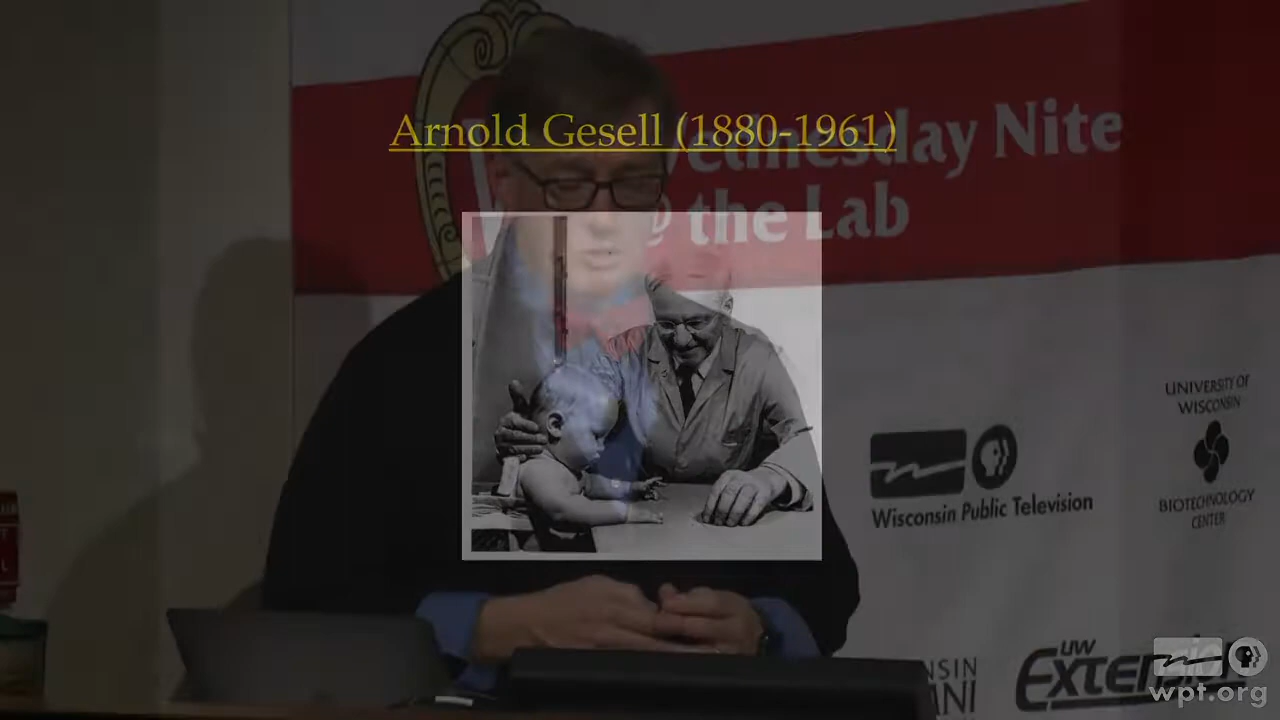 Arnold Gesell (1880-1961)
Wednesday Nite
@ the Lab
UNIVERSITY OF
WISCONSIN
BIOTECHNOLOGY
CENTER
Wisconsin Public Television
UW
Extension
wpt.org